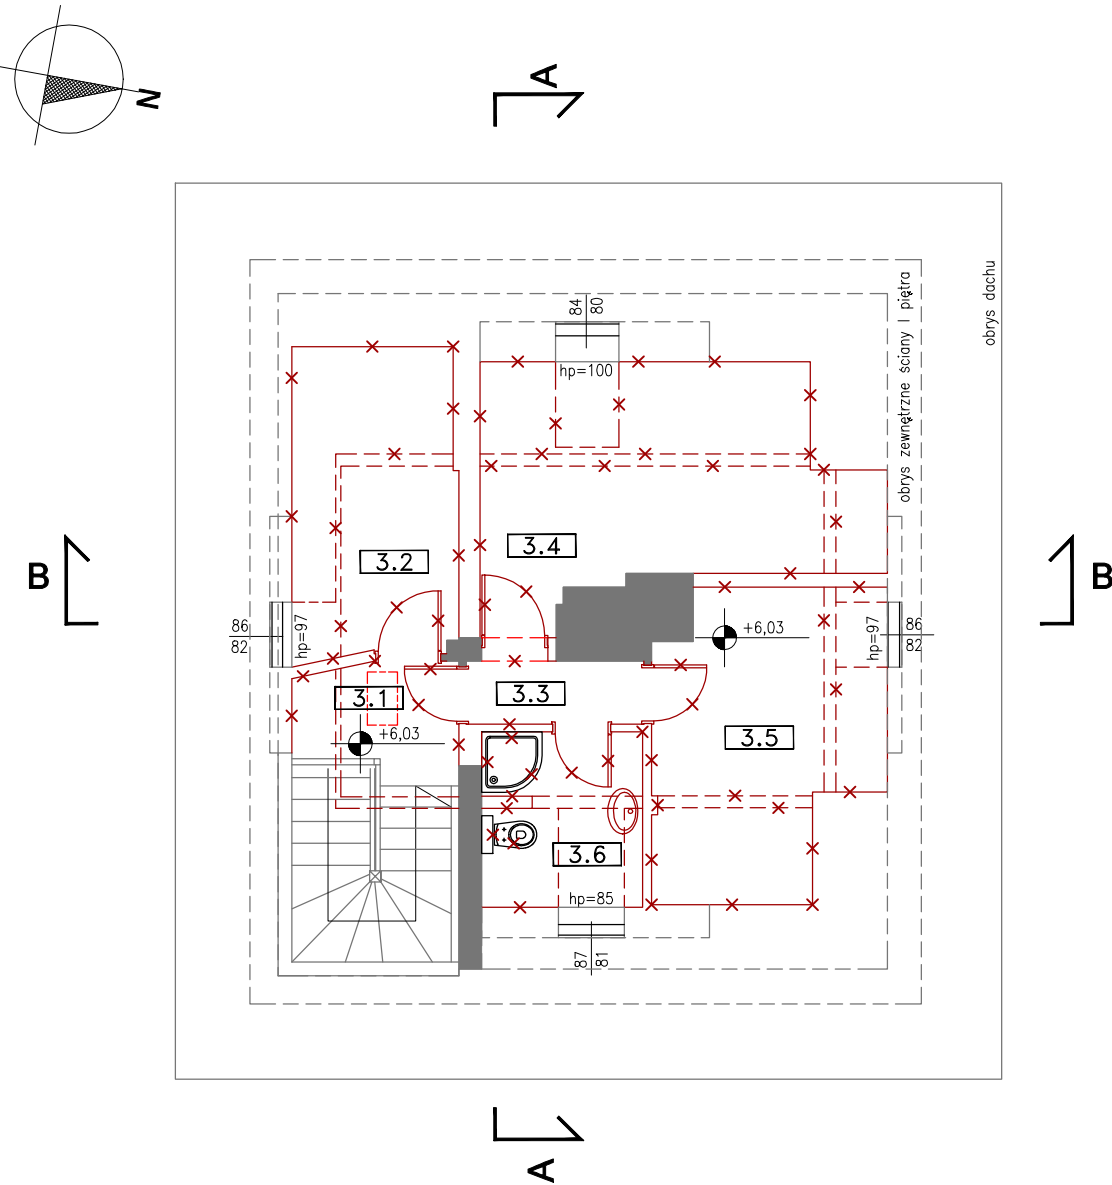 N
A
obrys dachu
obrys zewnętrzne ściany I piętra
84
80
hp=100
3.2
3.4
B
B
86
82
hp=97
+6,03
hp=97
86
82
3.1
3.3
+6,03
3.5
3.6
hp=85
87
81
A